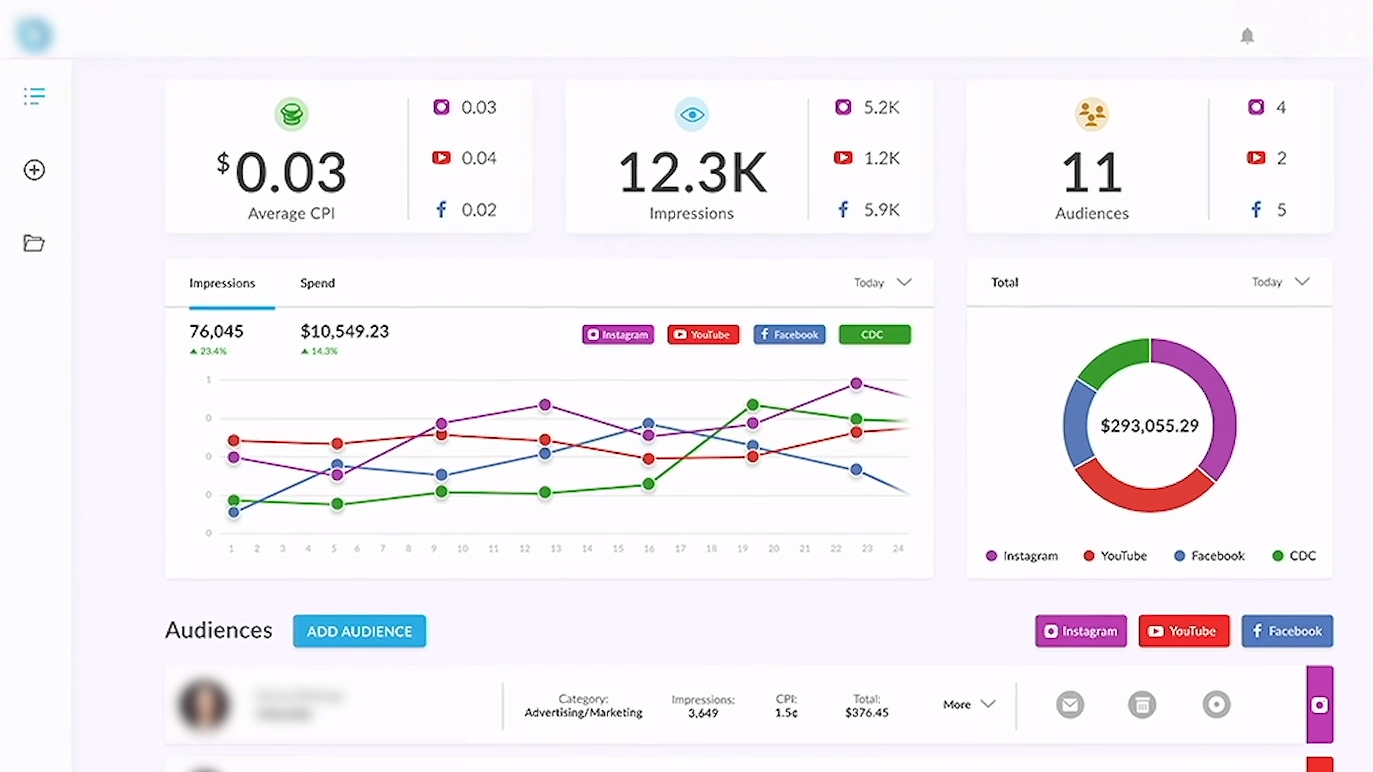 $0.03
Average CPI
0.03
0.04
0.02
12.3K
Impressions
5.2K
1.2K
5.9K
11
Audiences
4
2
5
Impressions Spend Today
76,045 $10,549.23
23.4% 14.3%
Instagram YouTube Facebook CDC
1
0
0
0
0
1 2 3 4 5 6 7 8 9 10 11 12 13 14 15 16 17 18 19 20 21 22 23 24
Total Today
$293,055.29
Instagram YouTube Facebook CDC
Audiences ADD AUDIENCE Instagram YouTube Facebook
Category: Impressions: CPI: Total:
Advertising/Marketing 3,649 1.5¢ $376.45
More